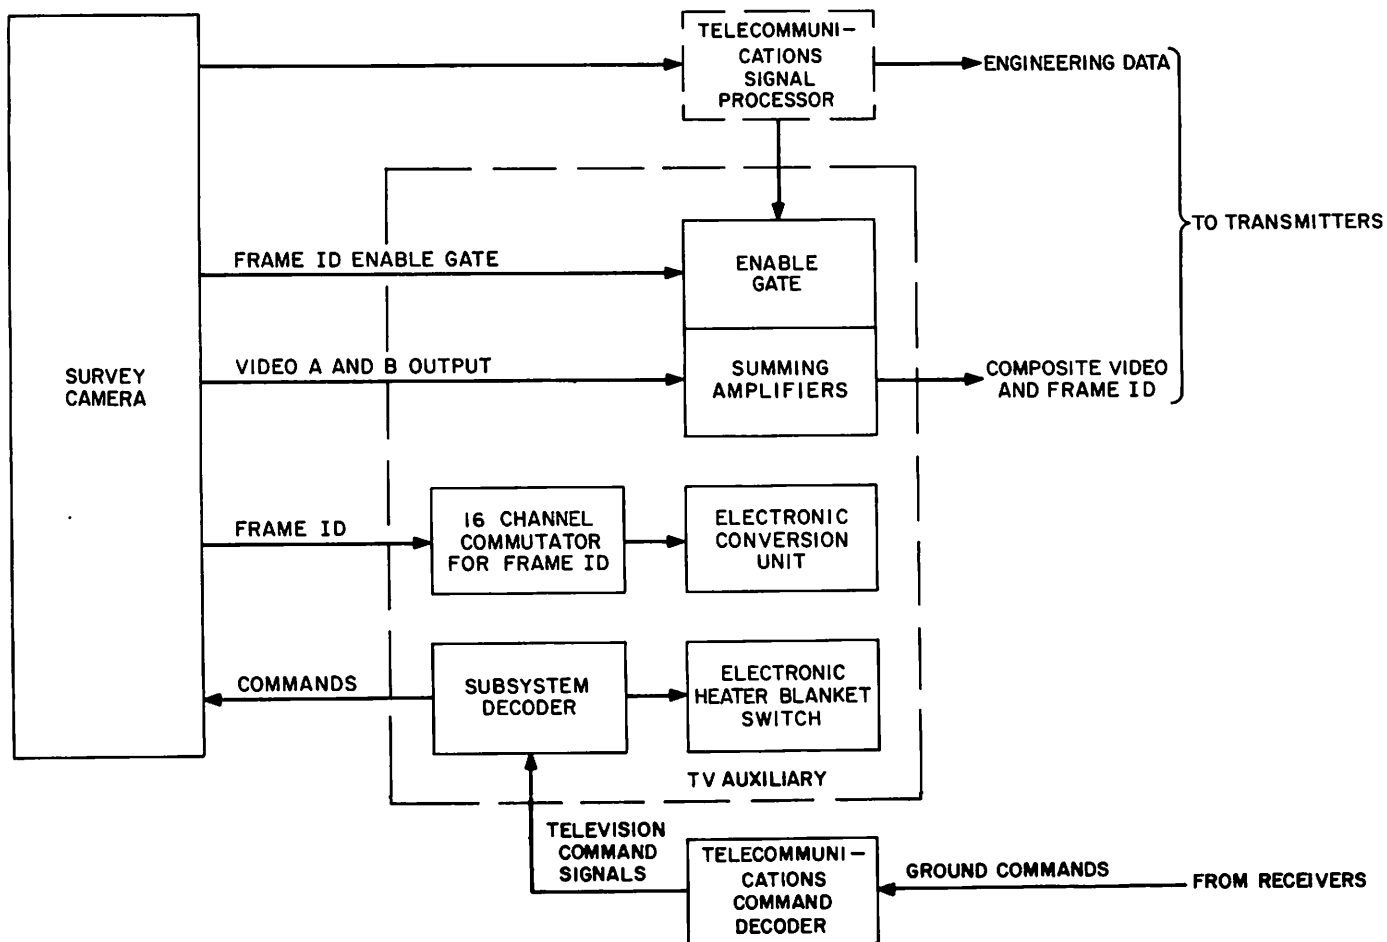 TELECOMMUNI-
CATIONS
SIGNAL
PROCESSOR
ENGINEERING DATA
TO TRANSMITTERS
FRAME ID ENABLE GATE
ENABLE
GATE
SURVEY
CAMERA
VIDEO A AND B OUTPUT
SUMMING
AMPLIFIERS
COMPOSITE VIDEO
AND FRAME ID
FRAME ID
16 CHANNEL
COMMUTATOR
FOR FRAME ID
ELECTRONIC
CONVERSION
UNIT
COMMANDS
SUBSYSTEM
DECODER
ELECTRONIC
HEATER BLANKET
SWITCH
TV AUXILIARY
TELEVISION
COMMAND
SIGNALS
TELECOMMUNI-
CATIONS
COMMAND
DECODER
GROUND COMMANDS
FROM RECEIVERS